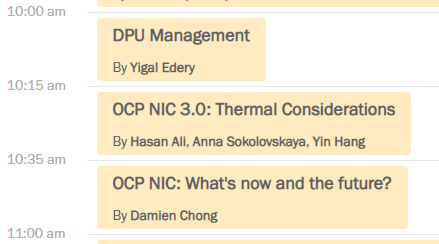 10:00 am
DPU Management
By Yigal Edery
10:15 am
OCP NIC 3.0: Thermal Considerations
By Hasan Ali, Anna Sokolovskaya, Yin Hang
10:35 am
OCP NIC: What's now and the future?
By Damien Chong
11:00 am